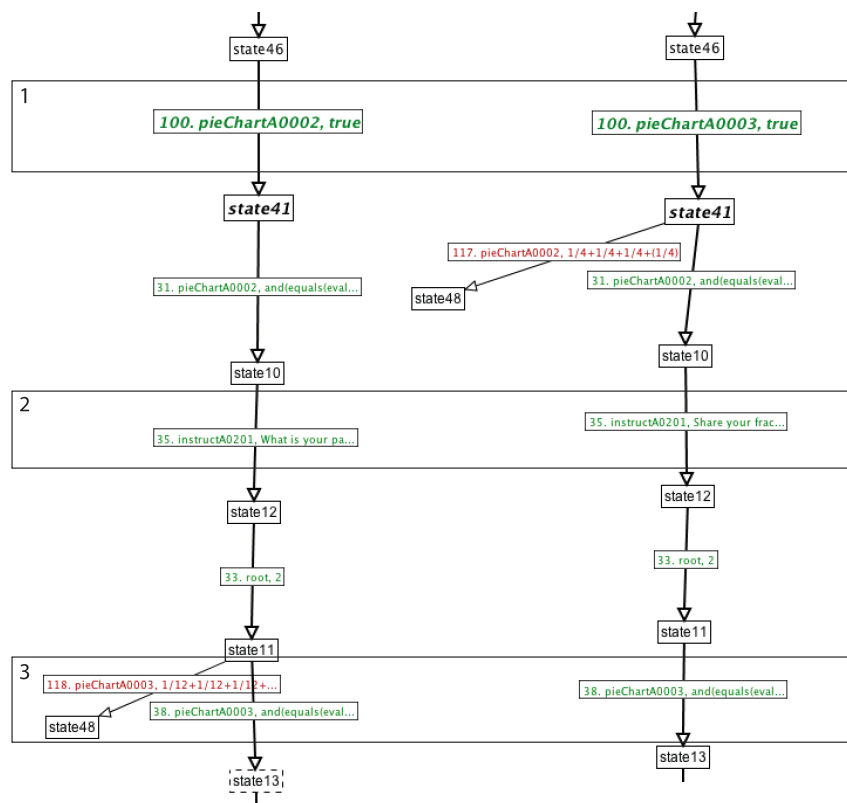 state46
state46
1
100. pieChartA0002, true
100. pieChartA0003, true
state41
state41
117. pieChartA0002, 1/4+1/4+1/4+(1/4)
31. pieChartA0002, and(equals(eval...
31. pieChartA0002, and(equals(eval...
state48
state10
state10
2
35. instructA0201, What is your pa...
35. instructA0201, Share your frac...
state12
state12
33. root, 2
33. root, 2
state11
state11
3
118. pieChartA0003, 1/12+1/12+1/12+...
38. pieChartA0003, and(equals(eval...
38. pieChartA0003, and(equals(eval...
state48
state13
state13